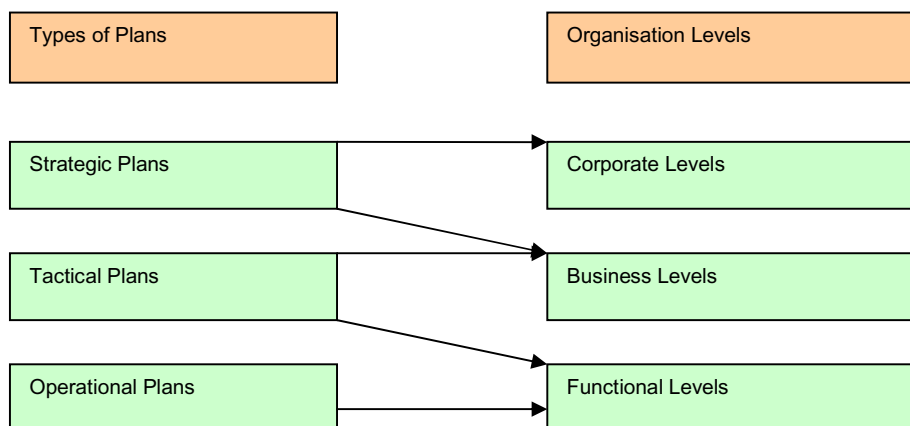 Types of Plans
Organisation Levels
Strategic Plans
Corporate Levels
Tactical Plans
Business Levels
Operational Plans
Functional Levels